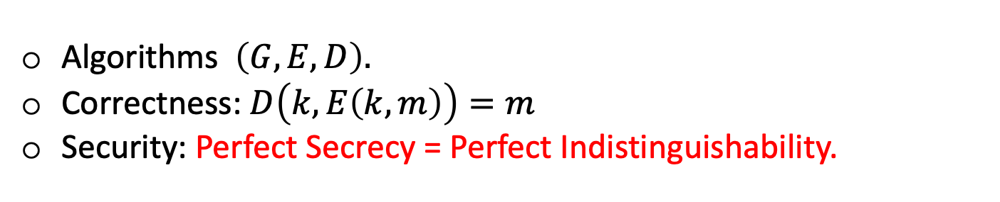 ○ Algorithms (G, E, D).
○ Correctness: D(k, E(k, m)) = m
○ Security: Perfect Secrecy = Perfect Indistinguishability.